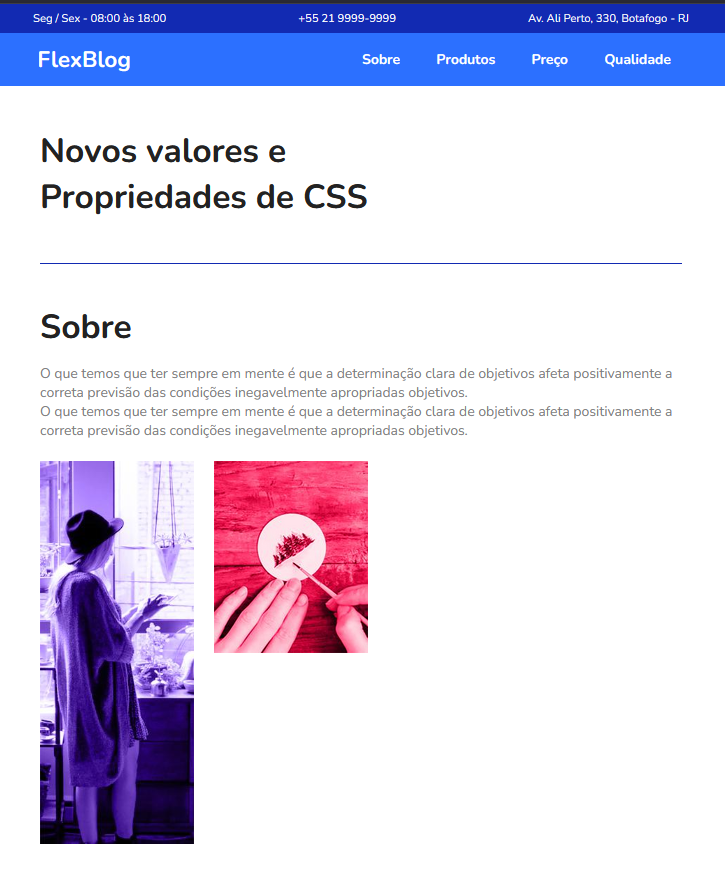 Seg / Sex - 08:00 às 18:00
+55 21 9999-9999
Av. Ali Perto, 330, Botafogo - RJ
FlexBlog
Sobre
Produtos
Preço
Qualidade
Novos valores e
Propriedades de CSS
Sobre
O que temos que ter sempre em mente é que a determinação clara de objetivos afeta positivamente a
correta previsão das condições inegavelmente apropriadas objetivos.
O que temos que ter sempre em mente é que a determinação clara de objetivos afeta positivamente a
correta previsão das condições inegavelmente apropriadas objetivos.